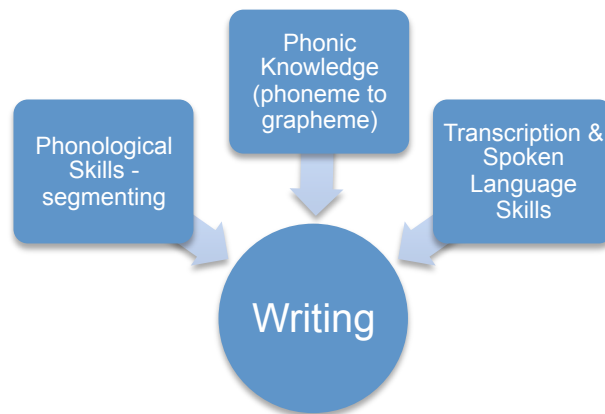 Phonological
Skills -
segmenting
Phonic
Knowledge
(phoneme to
grapheme)
Transcription &
Spoken
Language
Skills
Writing